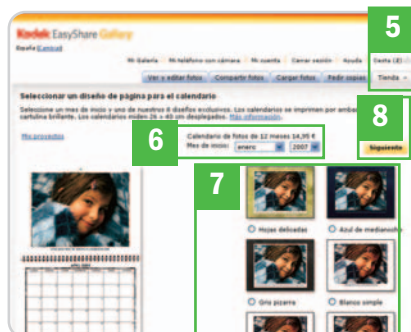 5
Kodak EasyShare Gallery
España (Cambiar)
Mi Galería Mi teléfono con cámara Mi cuenta Cerrar sesión Ayuda Cesta (2)
Ver y editar fotos Compartir fotos Cargar fotos Pedir copias Tienda
Seleccionar un diseño de página para el calendario
Seleccione un mes de inicio y uno de nuestros 6 diseños exclusivos. Los calendarios se imprimen por ambas
cartulina brillante. Los calendarios miden 28 x 40 cm desplegados. Más información.
8
Mis proyectos
6
Calendario de fotos de 12 meses 14,95 €
Mes de inicio: enero 2007
Siguiente
7
Hojas delicadas
Azul de medianoche
Gris pizarra
Blanco simple